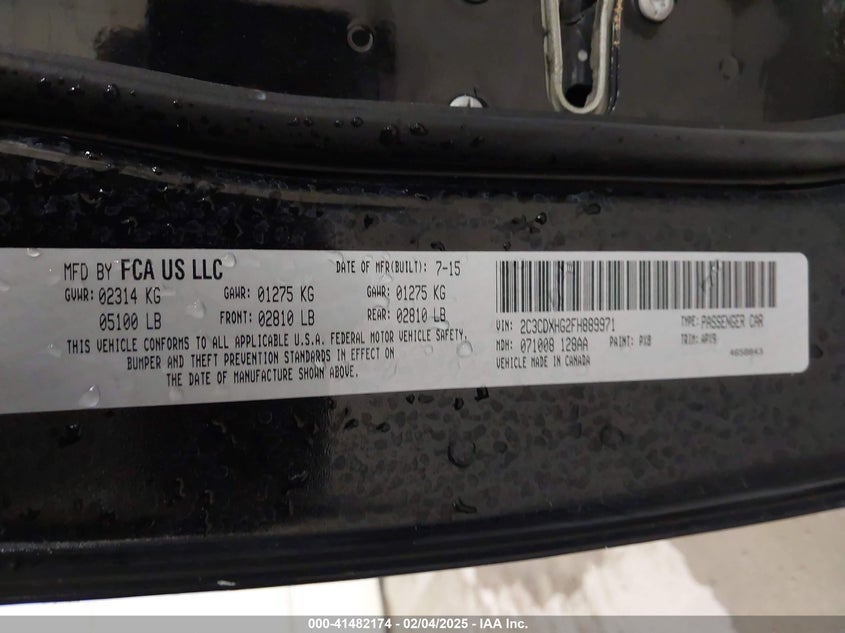 MFD BY FCA US LLC DATE OF MFR(BUILT): 7-15
GVWR: 02314 KG GAWR: 01275 KG GAWR: 01275 KG
05100 LB FRONT: 02810 LB REAR: 02810 LB
THIS VEHICLE CONFORMS TO ALL APPLICABLE U.S.A. FEDERAL MOTOR VEHICLE SAFETY,
BUMPER AND THEFT PREVENTION STANDARDS IN EFFECT ON
THE DATE OF MANUFACTURE SHOWN ABOVE.
VIN: 2C3CDXHG2FH889971 TYPE: PASSENGER CAR
MDH: 071008 128AA PAINT: PX8 TRIM: APX9
VEHICLE MADE IN CANADA 4658843
000-41482174 - 02/04/2025 - IAA Inc.